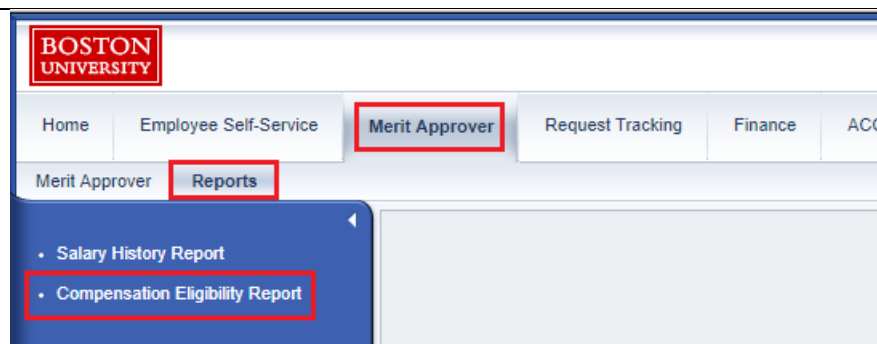 BOSTON
UNIVERSITY
Home Employee Self-Service Merit Approver Request Tracking Finance ACC
Merit Approver Reports
• Salary History Report
• Compensation Eligibility Report